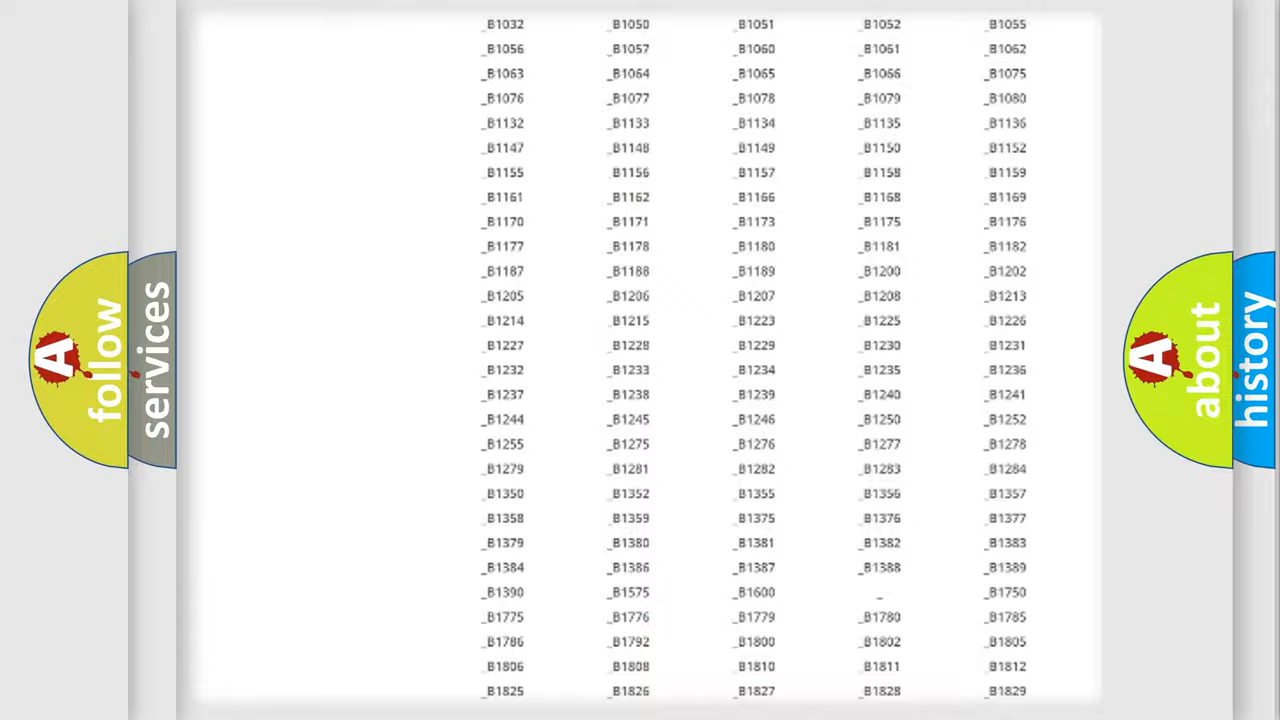 _B1032 _B1050 _B1051 _B1052 _B1055
_B1056 _B1057 _B1060 _B1061 _B1062
_B1063 _B1064 _B1065 _B1066 _B1075
_B1076 _B1077 _B1078 _B1079 _B1080
_B1132 _B1133 _B1134 _B1135 _B1136
_B1147 _B1148 _B1149 _B1150 _B1152
_B1155 _B1156 _B1157 _B1158 _B1159
_B1161 _B1162 _B1166 _B1168 _B1169
_B1170 _B1171 _B1173 _B1175 _B1176
_B1177 _B1178 _B1180 _B1181 _B1182
_B1187 _B1188 _B1189 _B1200 _B1202
_B1205 _B1206 _B1207 _B1208 _B1213
_B1214 _B1215 _B1223 _B1225 _B1226
_B1227 _B1228 _B1229 _B1230 _B1231
_B1232 _B1233 _B1234 _B1235 _B1236
_B1237 _B1238 _B1239 _B1240 _B1241
_B1244 _B1245 _B1246 _B1250 _B1252
_B1255 _B1275 _B1276 _B1277 _B1278
_B1279 _B1281 _B1282 _B1283 _B1284
_B1350 _B1352 _B1355 _B1356 _B1357
_B1358 _B1359 _B1375 _B1376 _B1377
_B1379 _B1380 _B1381 _B1382 _B1383
_B1384 _B1386 _B1387 _B1388 _B1389
_B1390 _B1575 _B1600 _ _B1750
_B1775 _B1776 _B1779 _B1780 _B1785
_B1786 _B1792 _B1800 _B1802 _B1805
_B1806 _B1808 _B1810 _B1811 _B1812
_B1825 _B1826 _B1827 _B1828 _B1829
A
follow
services
A
about
history